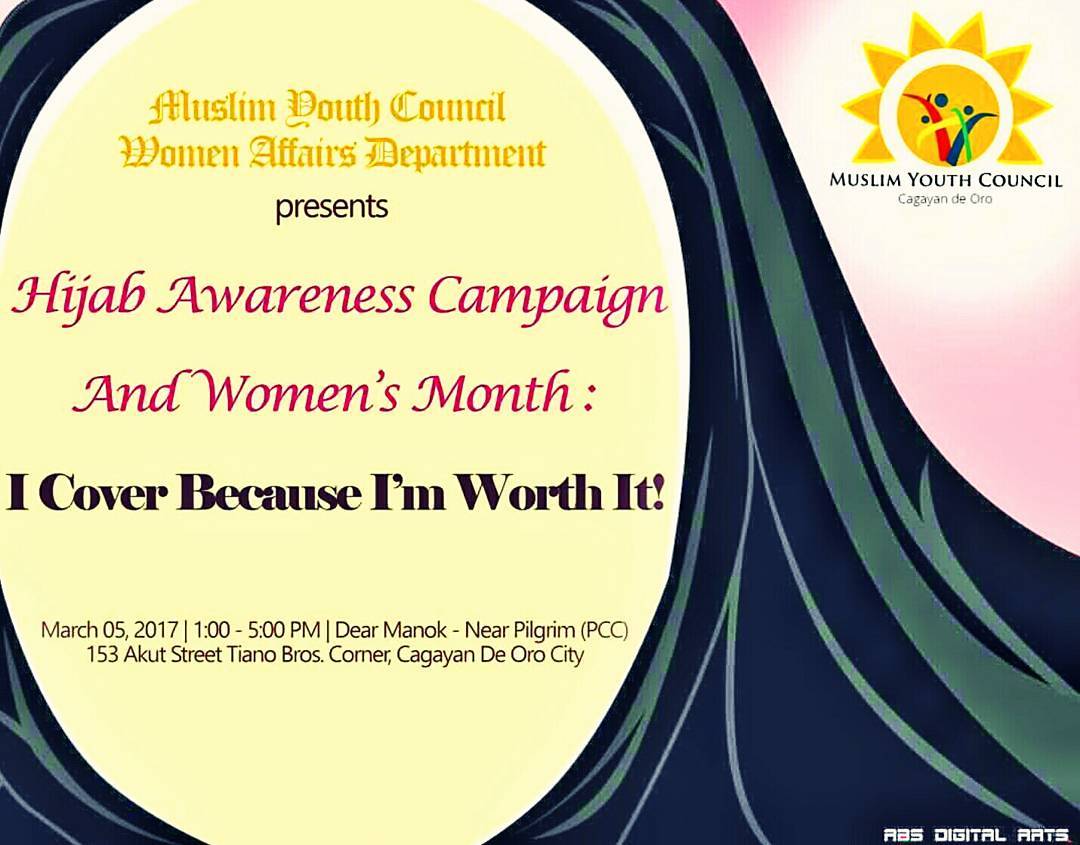 Muslim Youth Council
Women Affairs Department
presents
Hijab Awareness Campaign
And Women's Month :
I Cover Because I'm Worth It!
March 05, 2017 | 1:00 - 5:00 PM | Dear Manok - Near Pilgrim (PCC)
153 Akut Street Tiano Bros. Corner, Cagayan De Oro City
MUSLIM YOUTH COUNCIL
Cagayan de Oro
ABS DIGITAL ARTS